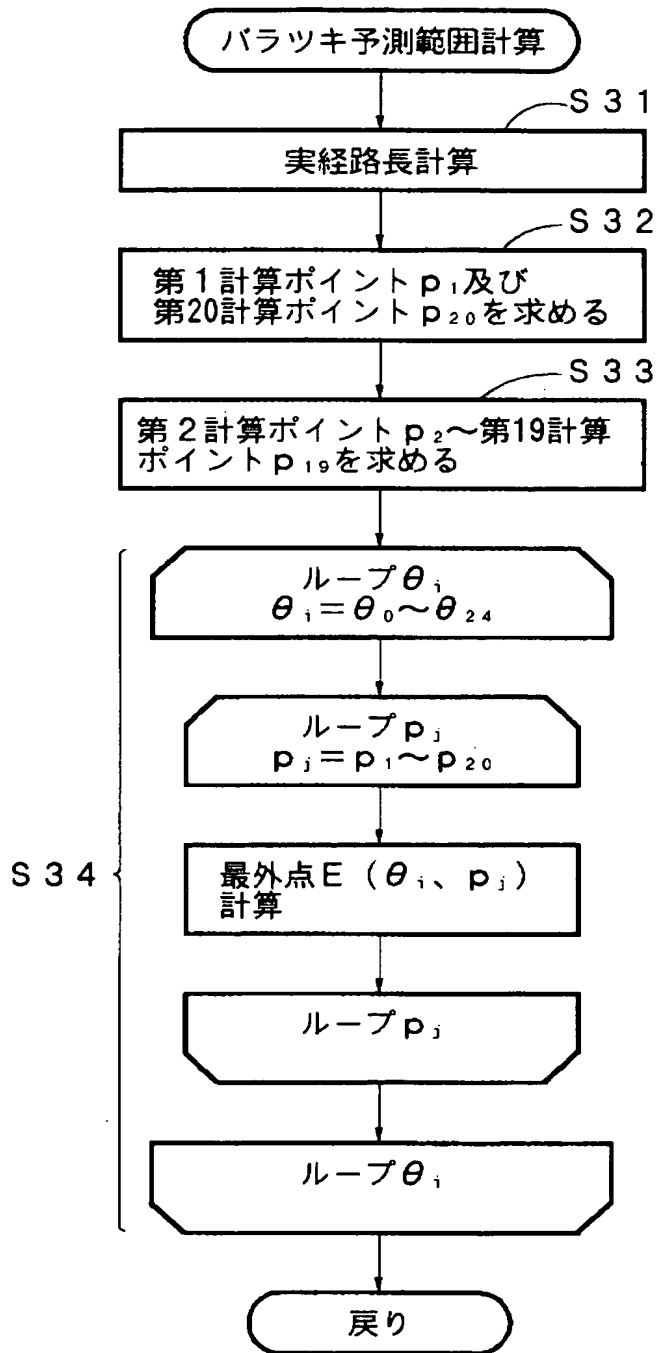 バラツキ予測範囲計算
S31
実経路長計算
S32
第1計算ポイントp₁及び
第20計算ポイントp₂₀を求める
S33
第2計算ポイントp₂~第19計算
ポイントp₁₉を求める
ループθᵢ
θᵢ=θ₀~θ₂₄
ループpⱼ
pⱼ=p₁~p₂₀
S34
最外点E(θᵢ、pⱼ)
計算
ループpⱼ
ループθᵢ
戻り